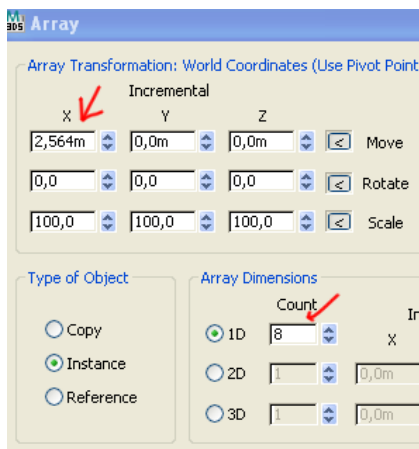 Array
Array Transformation: World Coordinates (Use Pivot Point
Incremental
X Y Z
2,564m 0,0m 0,0m < Move
0,0 0,0 0,0 < Rotate
100,0 100,0 100,0 < Scale
Type of Object
Copy
Instance
Reference
Array Dimensions
Count
X
1D 8
2D 1 0,0m
3D 1 0,0m